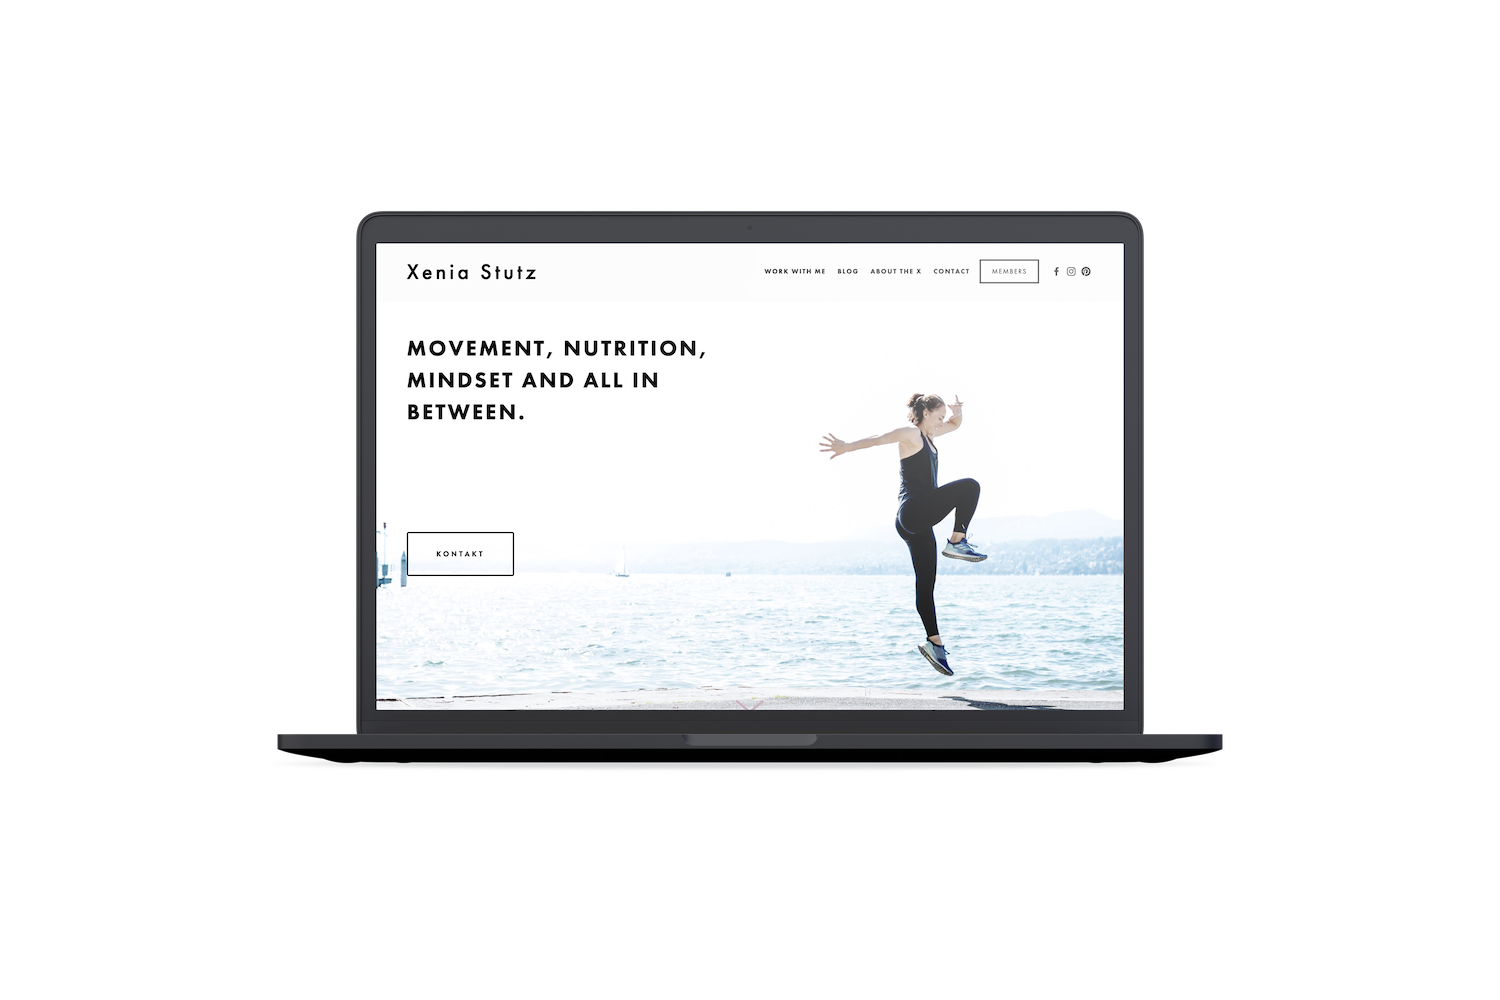 Xenia Stutz
WORK WITH ME
BLOG
ABOUT THE X
CONTACT
MEMBERS
MOVEMENT, NUTRITION,
MINDSET AND ALL IN
BETWEEN.
KONTAKT